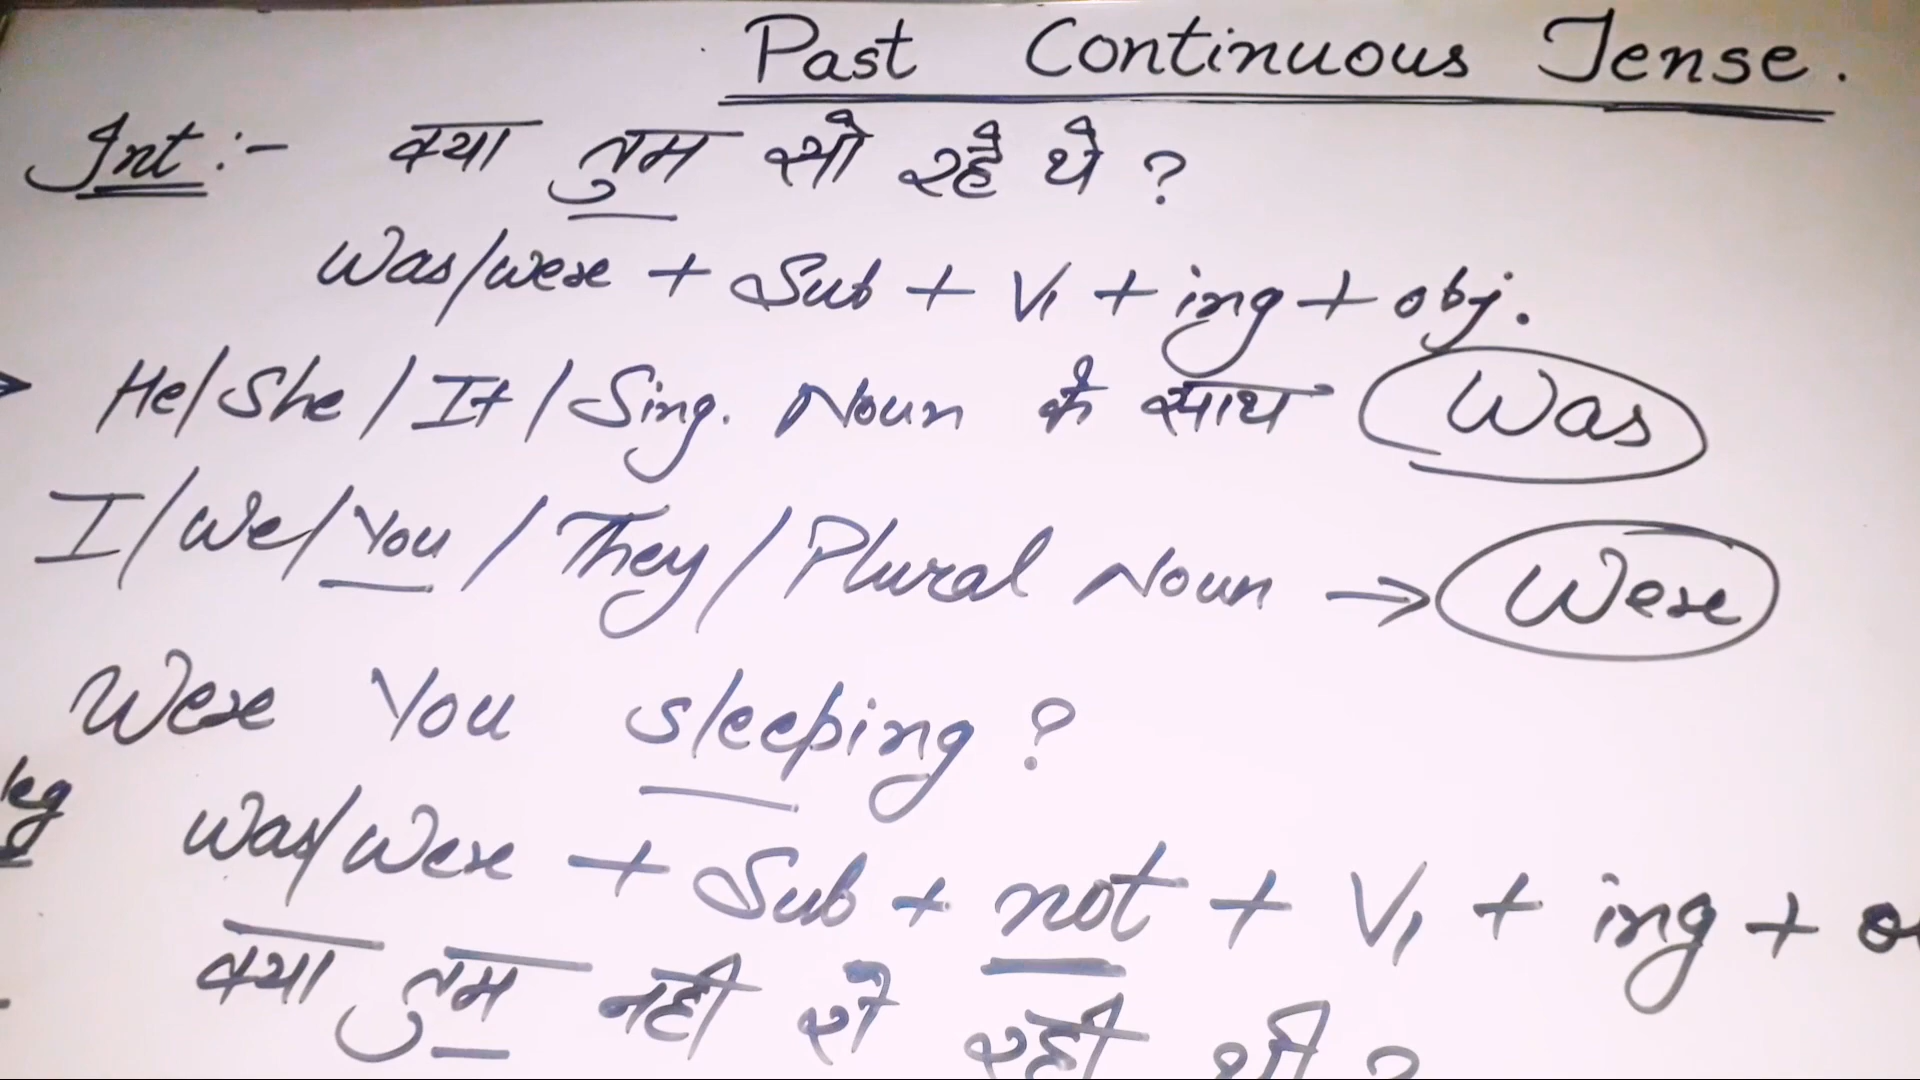 Past Continuous Tense.
Int :- क्या तुम सो रहे थे ?
Was/were + Sub + V1 + ing + obj.
He/She/It/Sing. Noun के साथ Was
I/We/You/They/Plural Noun → Were
Were You sleeping ?
Was/Were + Sub + not + V1 + ing + o
क्या तुम नहीं रो रही थी ?